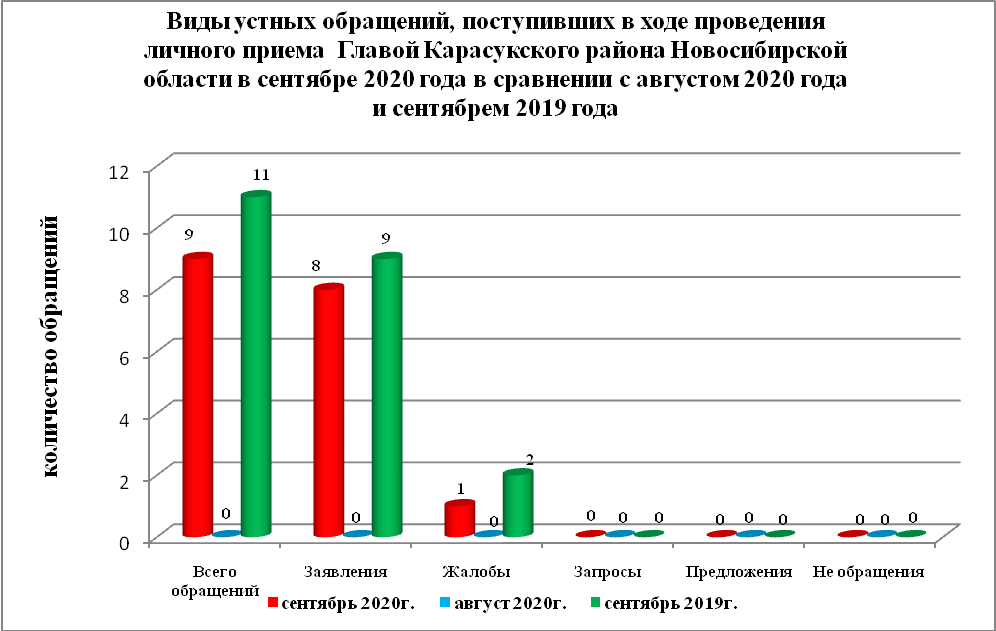 Виды устных обращений, поступивших в ходе проведения
личного приема Главой Карасукского района Новосибирской
области в сентябре 2020 года в сравнении с августом 2020 года
и сентябрем 2019 года
количество обращений
12
10
8
6
4
2
0
9
0
11
8
0
9
1
0
2
0
0
0
0
0
0
0
0
0
Всего обращений
Заявления
Жалобы
Запросы
Предложения
Не обращения
сентябрь 2020г.
август 2020г.
сентябрь 2019г.